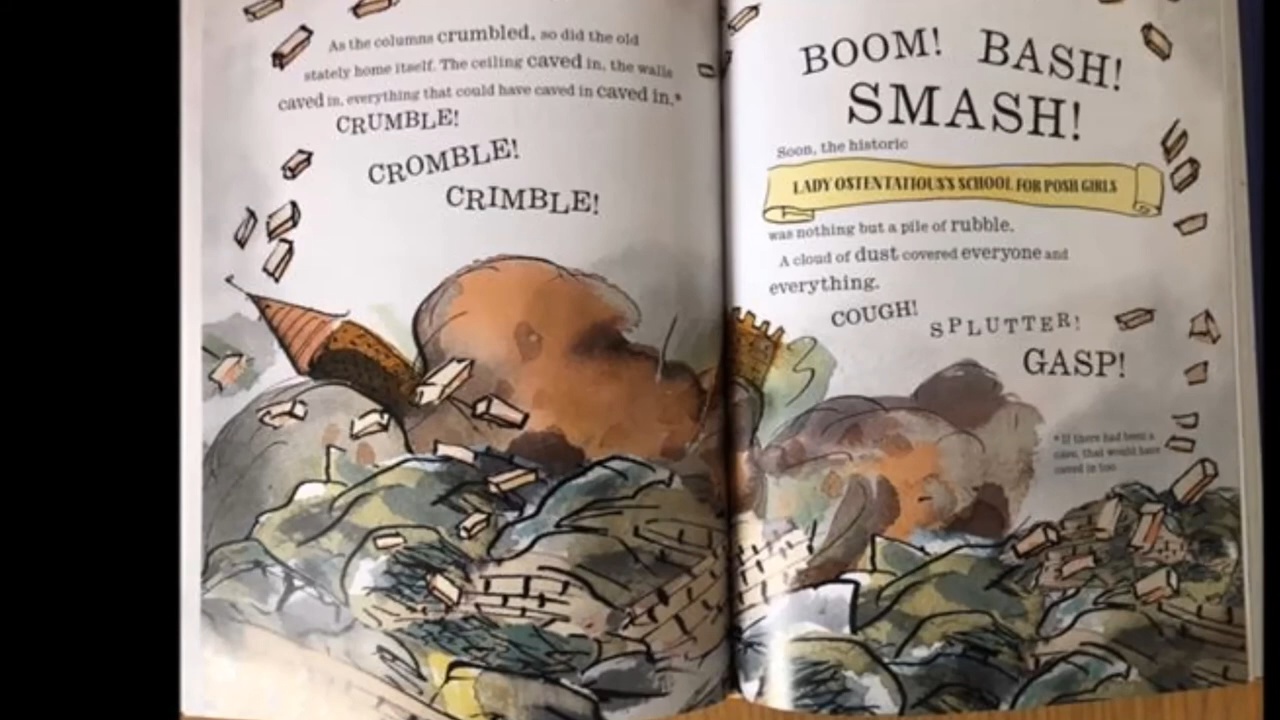 As the columns crumbled, so did the old
stately home itself. The ceiling caved in, the walls
caved in, everything that could have caved in caved in.*
CRUMBLE!
CROMBLE!
CRIMBLE!
BOOM! BASH!
SMASH!
Soon, the historic
LADY OSTENTATIOUS'S SCHOOL FOR POSH GIRLS
was nothing but a pile of rubble.
A cloud of dust covered everyone and
everything.
COUGH!
SPLUTTER!
GASP!
* If there had been a
cave, that would have
caved in too.